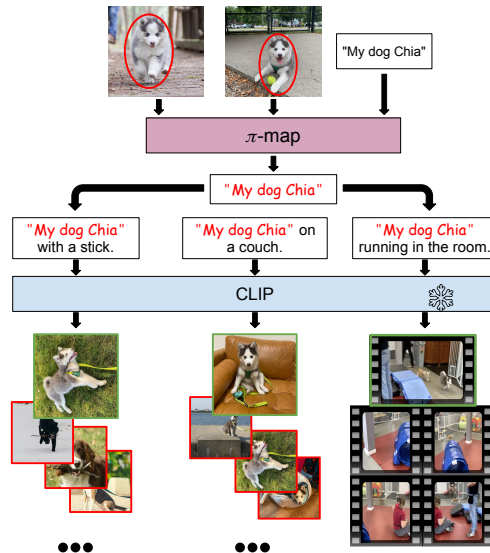 "My dog Chia"
π-map
"My dog Chia"
"My dog Chia"
with a stick.
"My dog Chia" on
a couch.
"My dog Chia"
running in the room.
CLIP